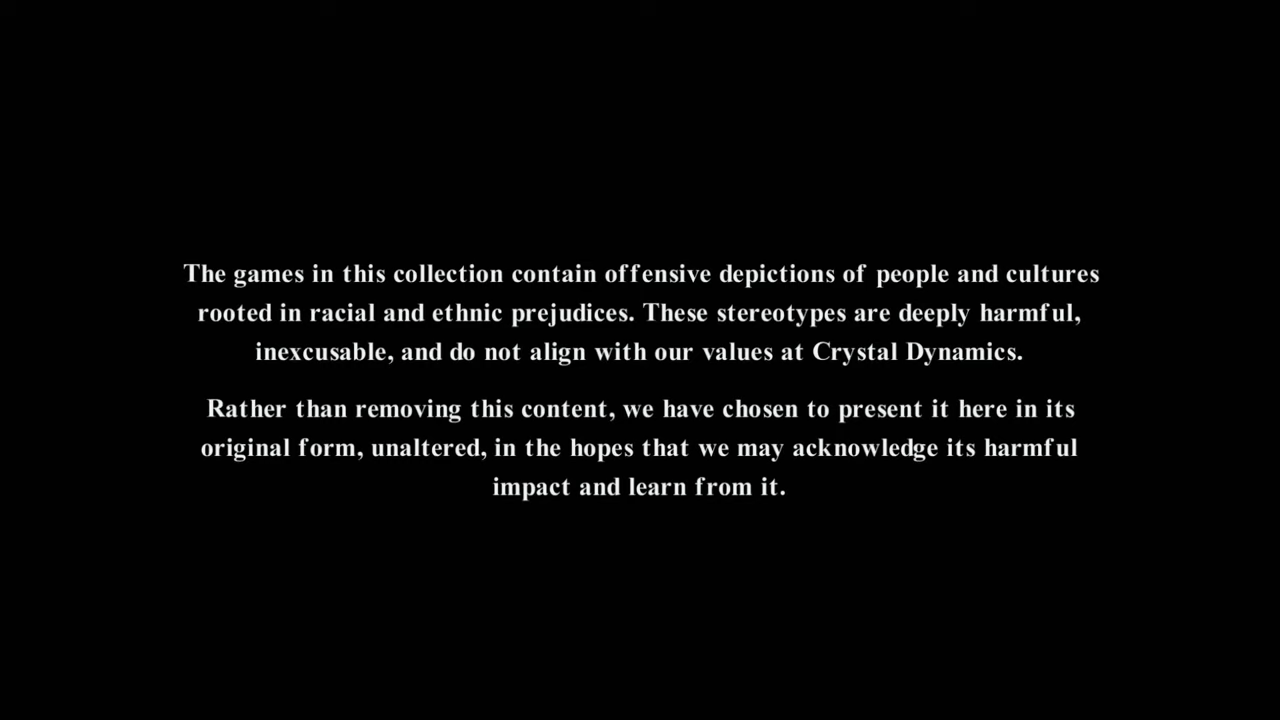 The games in this collection contain offensive depictions of people and cultures
rooted in racial and ethnic prejudices. These stereotypes are deeply harmful,
inexcusable, and do not align with our values at Crystal Dynamics.
Rather than removing this content, we have chosen to present it here in its
original form, unaltered, in the hopes that we may acknowledge its harmful
impact and learn from it.